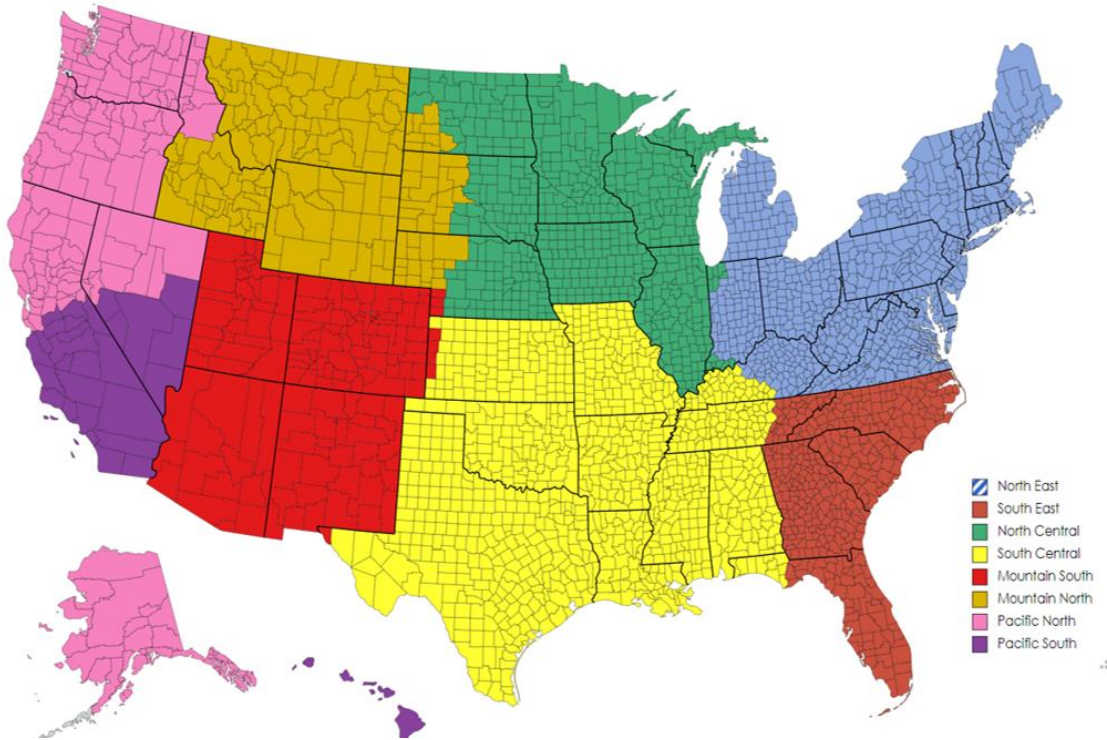 North East
South East
North Central
South Central
Mountain South
Mountain North
Pacific North
Pacific South